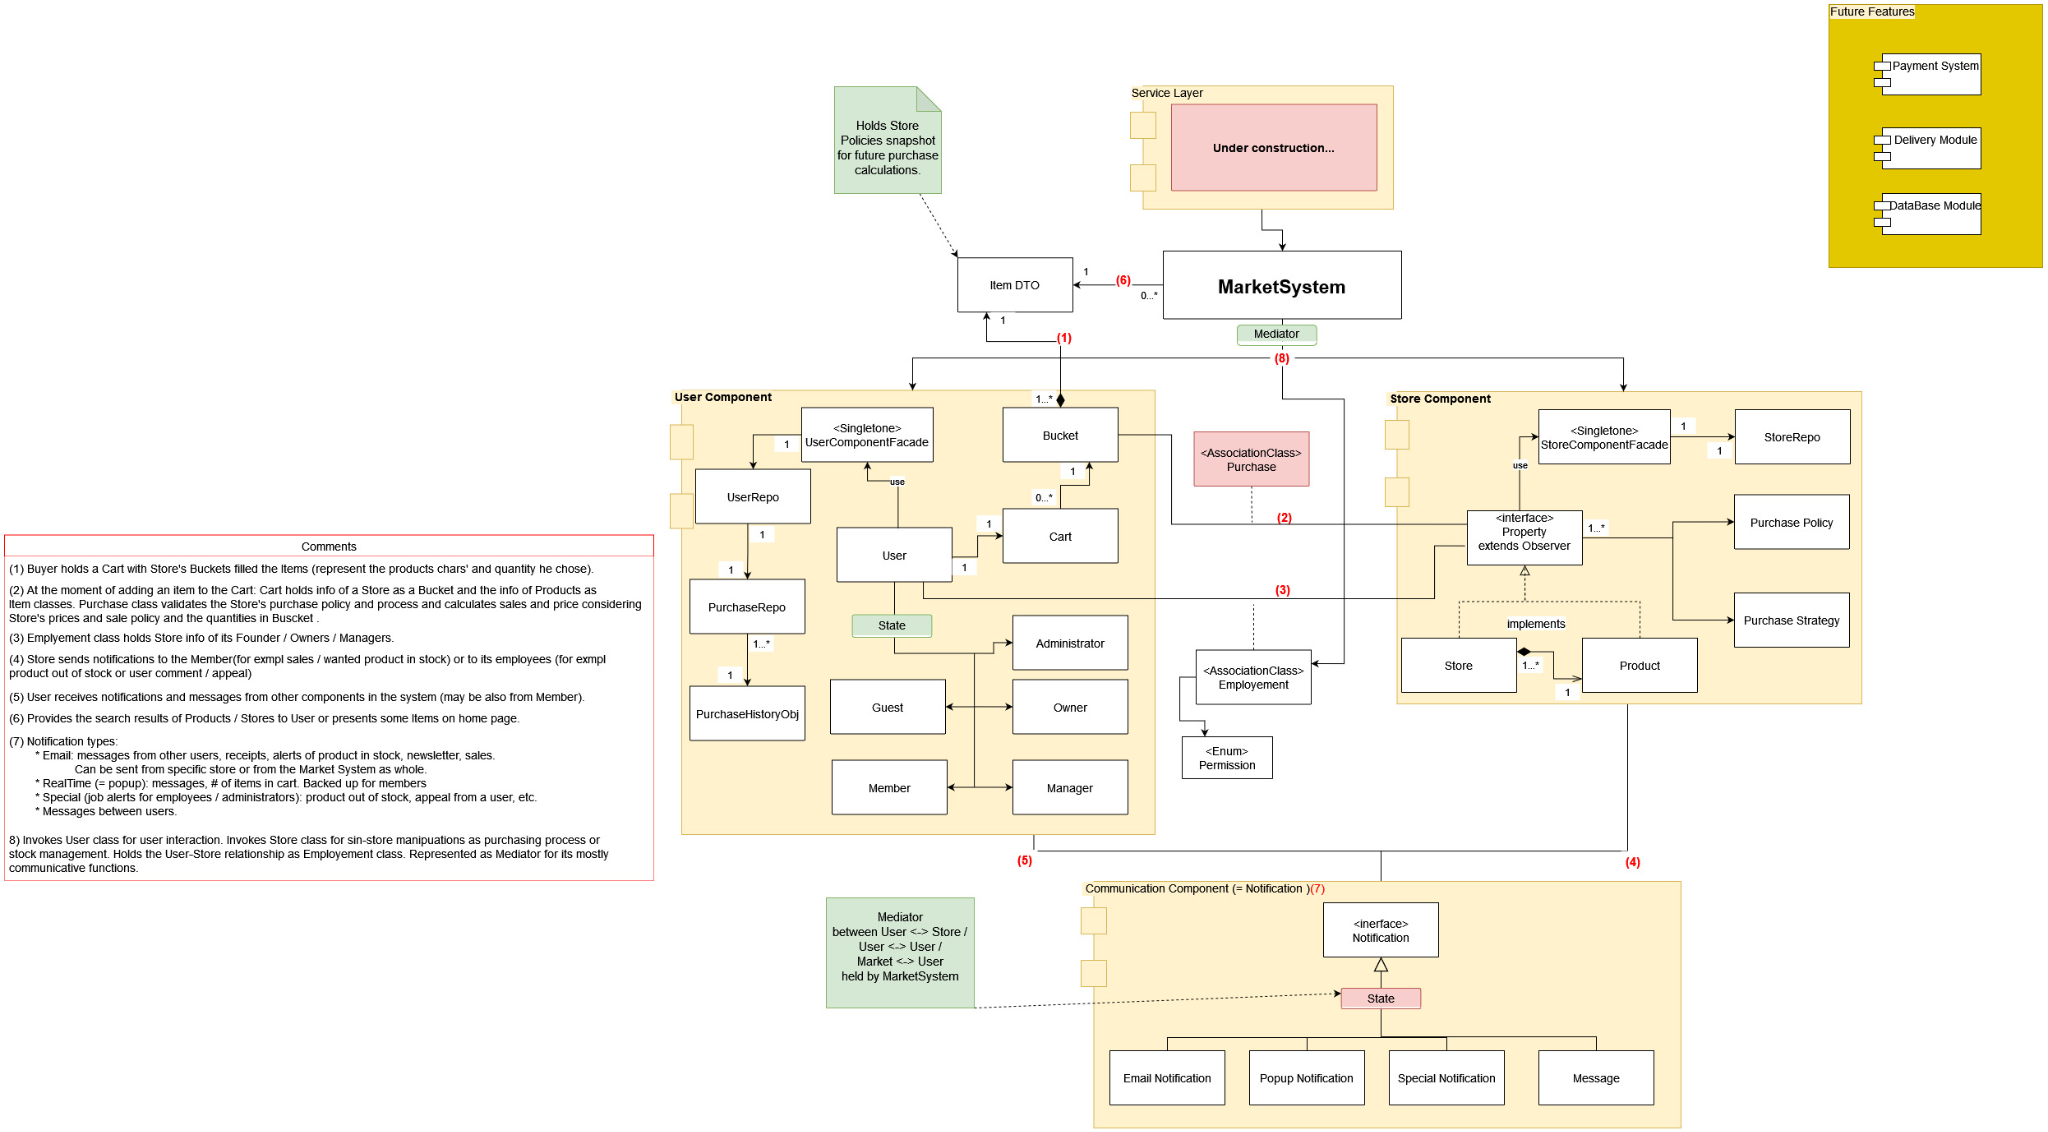 Future Features
Payment System
Delivery Module
DataBase Module
Service Layer
Under construction...
Holds Store
Policies snapshot
for future purchase
calculations.
Item DTO
1
(6)
0...*
MarketSystem
Mediator
1
(1)
(8)
User Component
1...*
<Singletone>
UserComponentFacade
Bucket
1
UserRepo
use
1
0...*
User
1
1
Cart
1
1
PurchaseRepo
State
1...*
1
PurchaseHistoryObj
Administrator
Guest
Owner
Member
Manager
<AssociationClass>
Purchase
(2)
(3)
<AssociationClass>
Employement
<Enum>
Permission
Store Component
<Singletone>
StoreComponentFacade
1
1
StoreRepo
use
<interface>
Property
extends Observer
1...*
Purchase Policy
Purchase Strategy
implements
Store
1...*
1
Product
Comments
(1) Buyer holds a Cart with Store's Buckets filled the Items (represent the products chars' and quantity he chose).
(2) At the moment of adding an item to the Cart: Cart holds info of a Store as a Bucket and the info of Products as
Item classes. Purchase class validates the Store's purchase policy and process and calculates sales and price considering
Store's prices and sale policy and the quantities in Buscket .
(3) Emplyement class holds Store info of its Founder / Owners / Managers.
(4) Store sends notifications to the Member(for exmpl sales / wanted product in stock) or to its employees (for exmpl
product out of stock or user comment / appeal)
(5) User receives notifications and messages from other components in the system (may be also from Member).
(6) Provides the search results of Products / Stores to User or presents some Items on home page.
(7) Notification types:
* Email: messages from other users, receipts, alerts of product in stock, newsletter, sales.
Can be sent from specific store or from the Market System as whole.
* RealTime (= popup): messages, # of items in cart. Backed up for members
* Special (job alerts for employees / administrators): product out of stock, appeal from a user, etc.
* Messages between users.
8) Invokes User class for user interaction. Invokes Store class for sin-store manipuations as purchasing process or
stock management. Holds the User-Store relationship as Employement class. Represented as Mediator for its mostly
communicative functions.
(5)
(4)
Communication Component (= Notification )(7)
<inerface>
Notification
State
Mediator
between User <-> Store /
User <-> User /
Market <-> User
held by MarketSystem
Email Notification
Popup Notification
Special Notification
Message